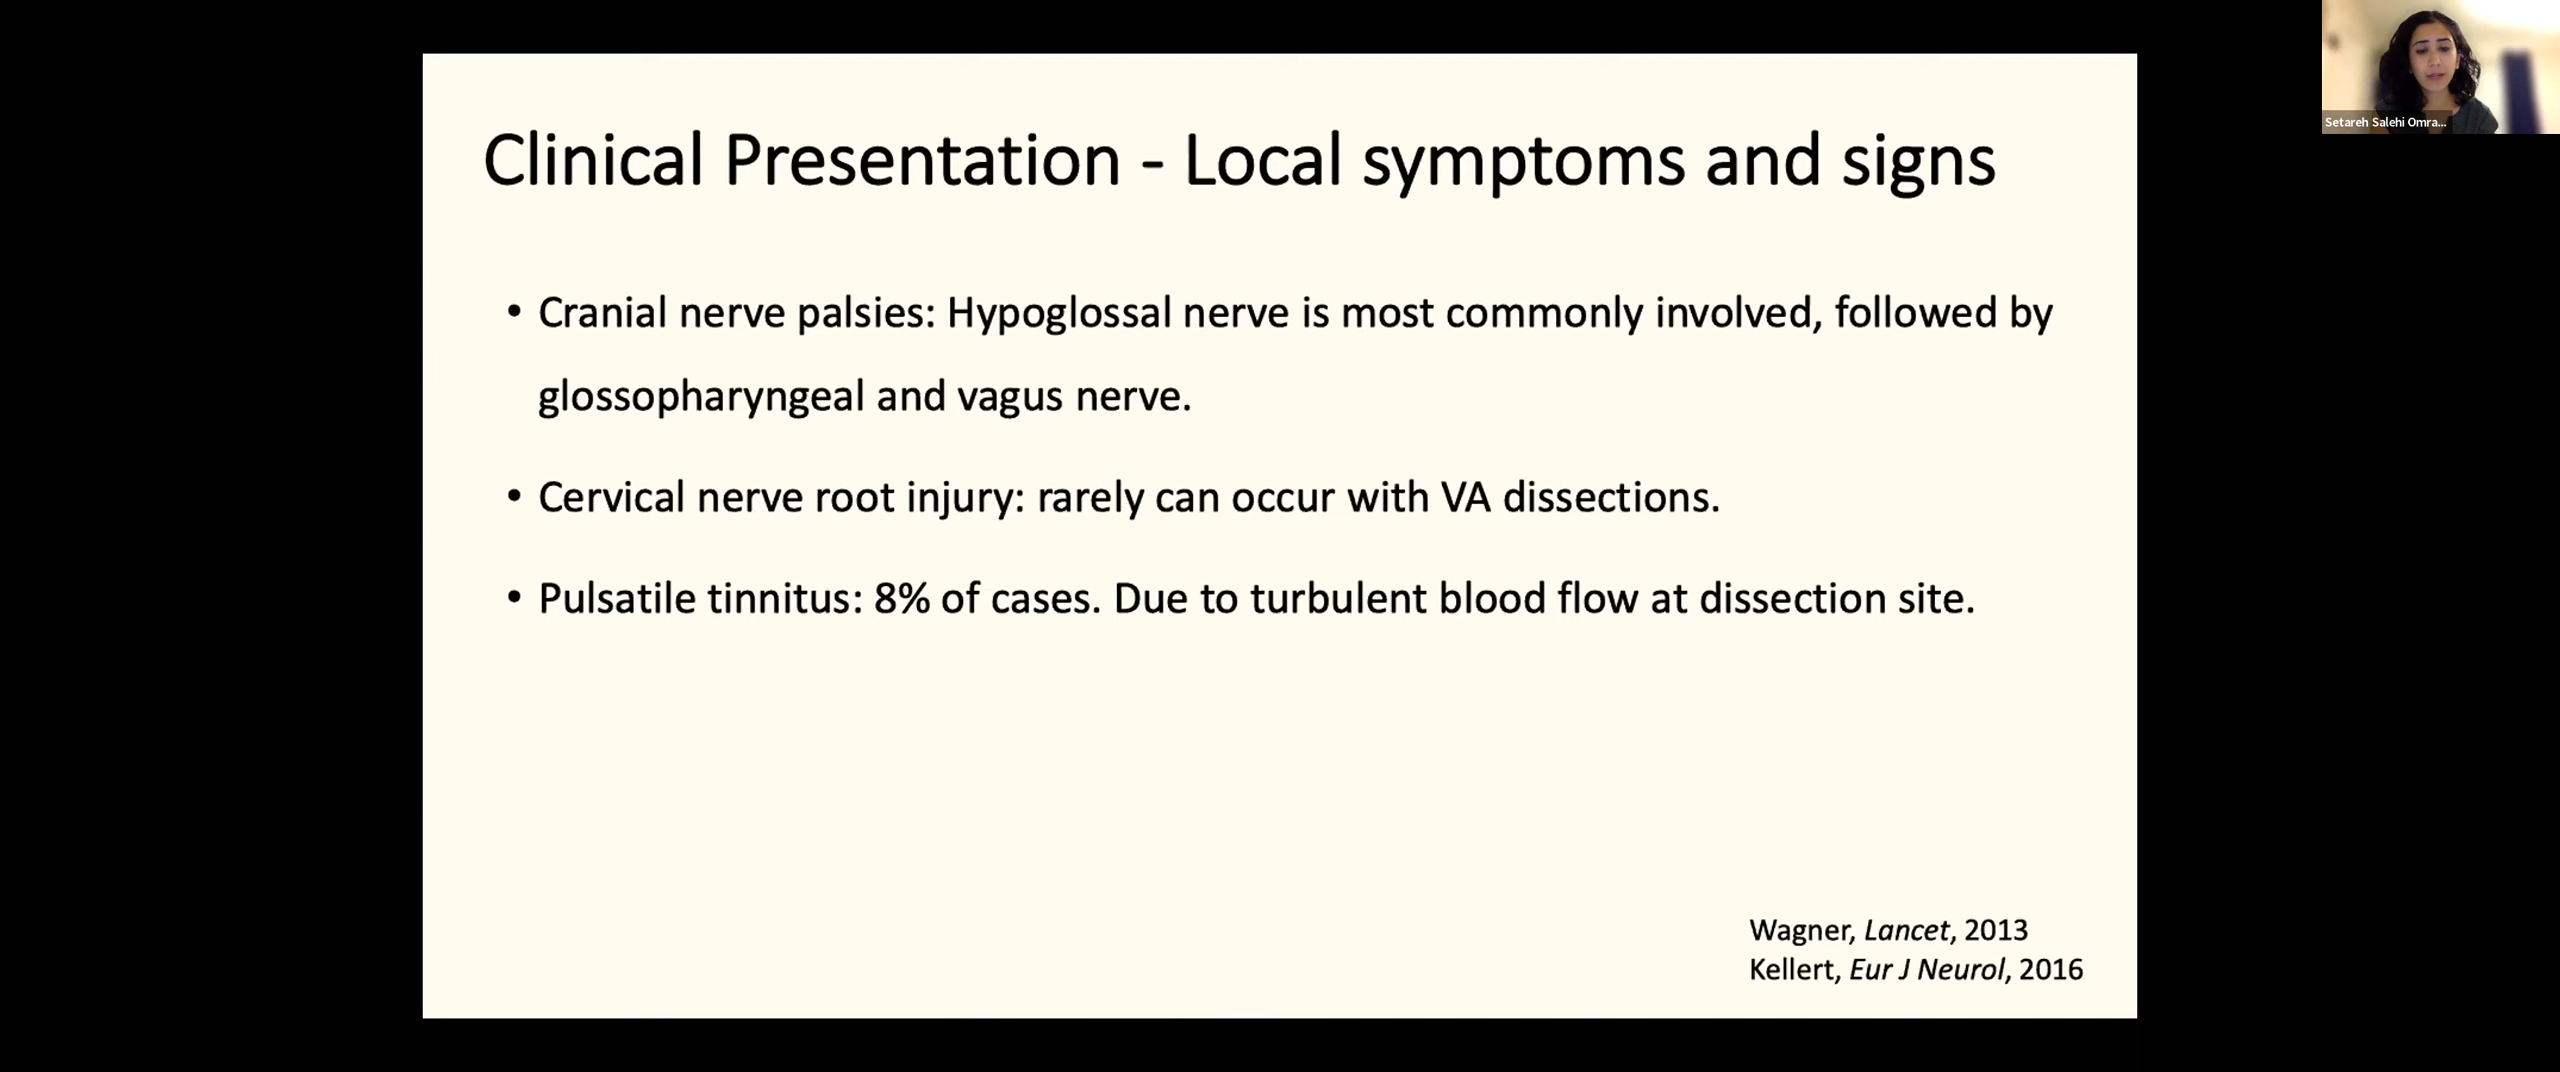 Clinical Presentation - Local symptoms and signs
• Cranial nerve palsies: Hypoglossal nerve is most commonly involved, followed by
glossopharyngeal and vagus nerve.
• Cervical nerve root injury: rarely can occur with VA dissections.
• Pulsatile tinnitus: 8% of cases. Due to turbulent blood flow at dissection site.
Wagner, Lancet, 2013
Kellert, Eur J Neurol, 2016
Setareh Salehi Omra...